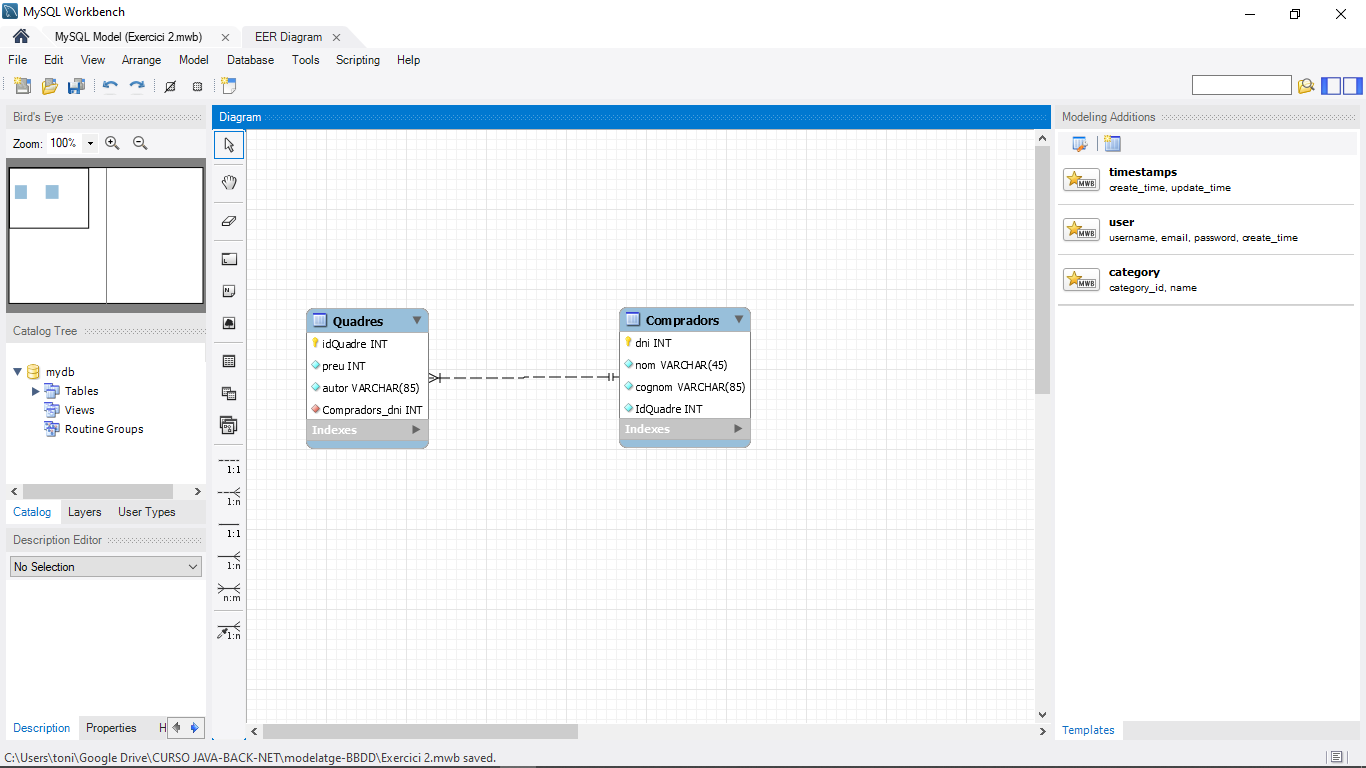 MySQL Workbench
MySQL Model (Exercici 2.mwb)
EER Diagram
File Edit View Arrange Model Database Tools Scripting Help
Bird's Eye
Zoom: 100%
Catalog Tree
mydb
Tables
Views
Routine Groups
Catalog Layers User Types
Description Editor
No Selection
Description Properties H
Diagram
1:1
1:n
1:1
1:n
n:m
1:n
Quadres
idQuadre INT
preu INT
autor VARCHAR(85)
Compradors_dni INT
Indexes
Compradors
dni INT
nom VARCHAR(45)
cognom VARCHAR(85)
IdQuadre INT
Indexes
Modeling Additions
MWB
timestamps
create_time, update_time
MWB
user
username, email, password, create_time
MWB
category
category_id, name
Templates
C:\Users\toni\Google Drive\CURSO JAVA-BACK-NET\modelatge-BBDD\Exercici 2.mwb saved.